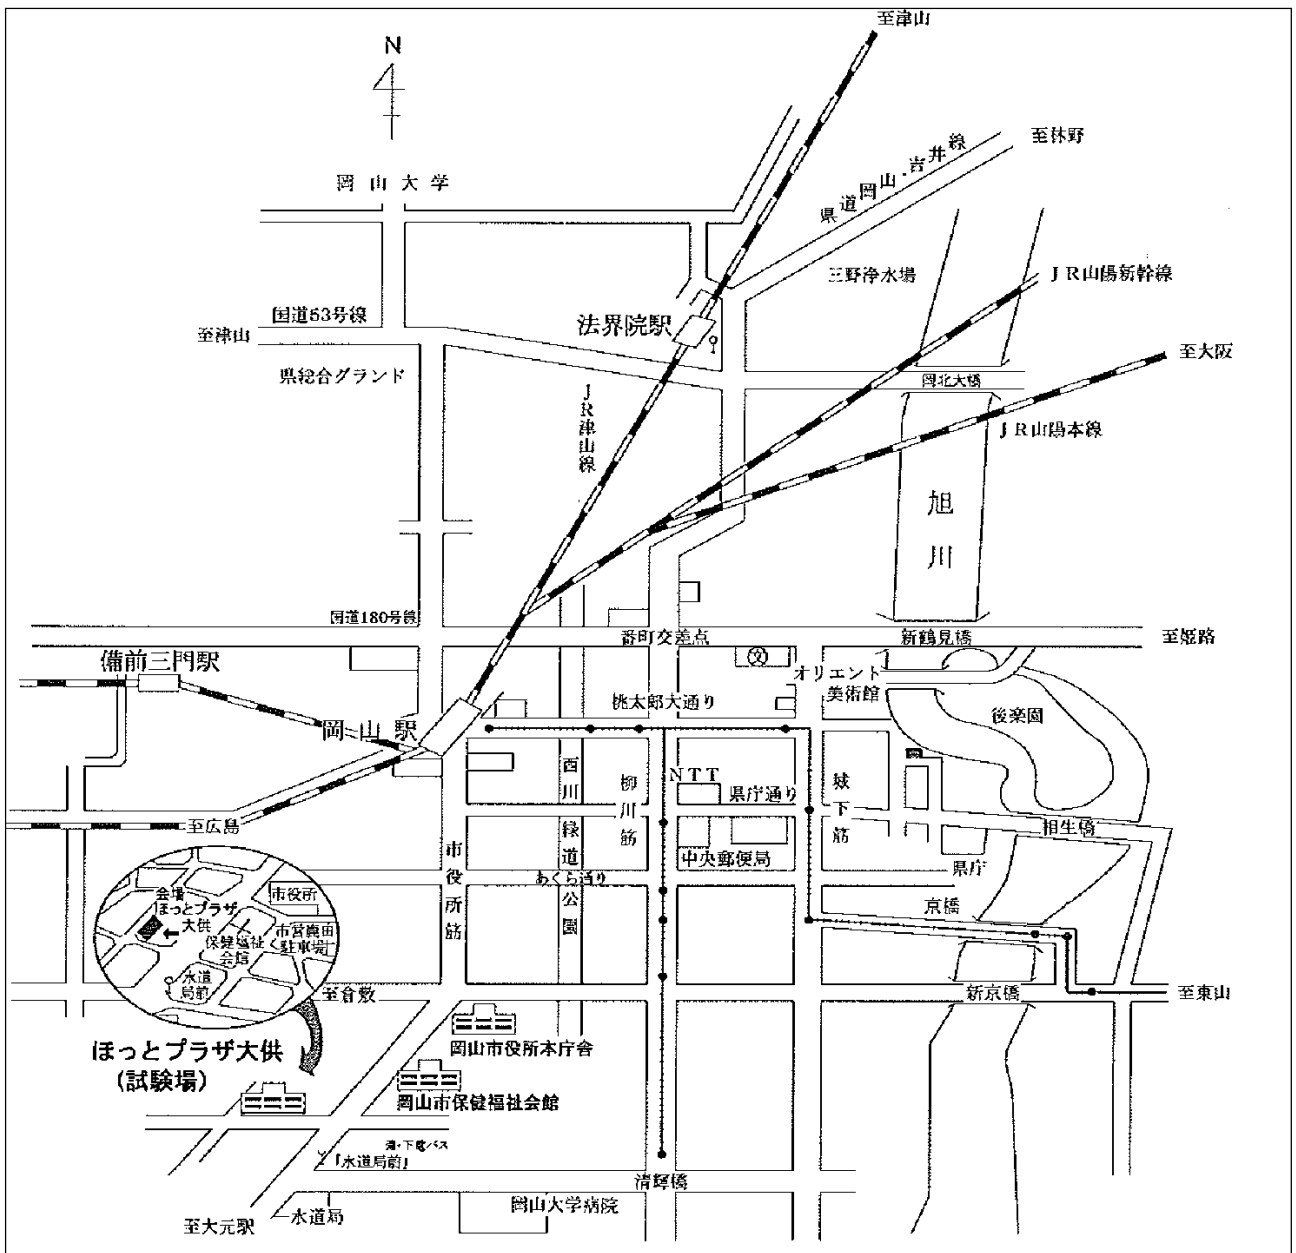 至津山
N
至林野
県道岡山・吉井線
岡山大学
三野浄水場
JR山陽新幹線
国道53号線
法界院駅
至津山
至大阪
県総合グランド
岡北大橋
JR津山線
JR山陽本線
旭川
国道180号線
番町交差点
新鶴見橋
至姫路
備前三門駅
文
オリエント
美術館
桃太郎大通り
後楽園
岡山駅
西川緑道公園
柳川筋
NTT
県庁通り
城下筋
至広島
相生橋
市役所筋
中央郵便局
県庁
あくら通り
京橋
会場
ほっとプラザ
大供
市役所
保健福祉
会館
市営鹿田
駐車場
水道
局前
至倉敷
新京橋
至東山
ほっとプラザ大供
(試験場)
岡山市役所本庁舎
岡山市保健福祉会館
「水道局前」
清輝橋
岡山大学病院
水道局
至大元駅